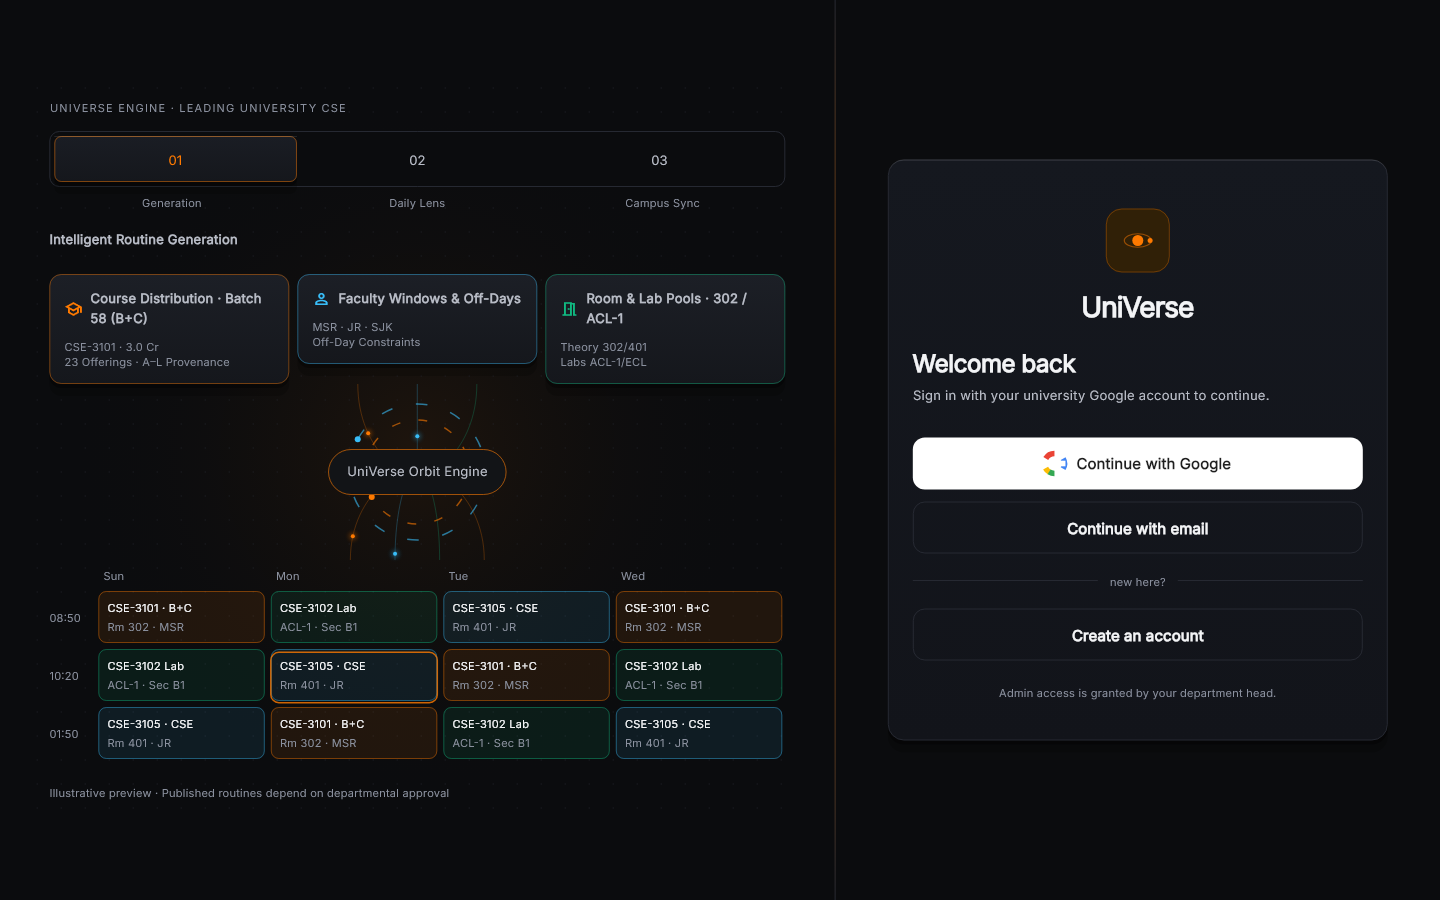 UNIVERSE ENGINE · LEADING UNIVERSITY CSE
01
02
03
Generation
Daily Lens
Campus Sync
Intelligent Routine Generation
Course Distribution · Batch
58 (B+C)
CSE-3101 · 3.0 Cr
23 Offerings · A–L Provenance
Faculty Windows & Off-Days
MSR · JR · SJK
Off-Day Constraints
Room & Lab Pools · 302 /
ACL-1
Theory 302/401
Labs ACL-1/ECL
UniVerse Orbit Engine
Sun
Mon
Tue
Wed
08:50
CSE-3101 · B+C
Rm 302 · MSR
CSE-3102 Lab
ACL-1 · Sec B1
CSE-3105 · CSE
Rm 401 · JR
CSE-3101 · B+C
Rm 302 · MSR
10:20
CSE-3102 Lab
ACL-1 · Sec B1
CSE-3105 · CSE
Rm 401 · JR
CSE-3101 · B+C
Rm 302 · MSR
CSE-3102 Lab
ACL-1 · Sec B1
01:50
CSE-3105 · CSE
Rm 401 · JR
CSE-3101 · B+C
Rm 302 · MSR
CSE-3102 Lab
ACL-1 · Sec B1
CSE-3105 · CSE
Rm 401 · JR
Illustrative preview · Published routines depend on departmental approval
UniVerse
Welcome back
Sign in with your university Google account to continue.
Continue with Google
Continue with email
new here?
Create an account
Admin access is granted by your department head.